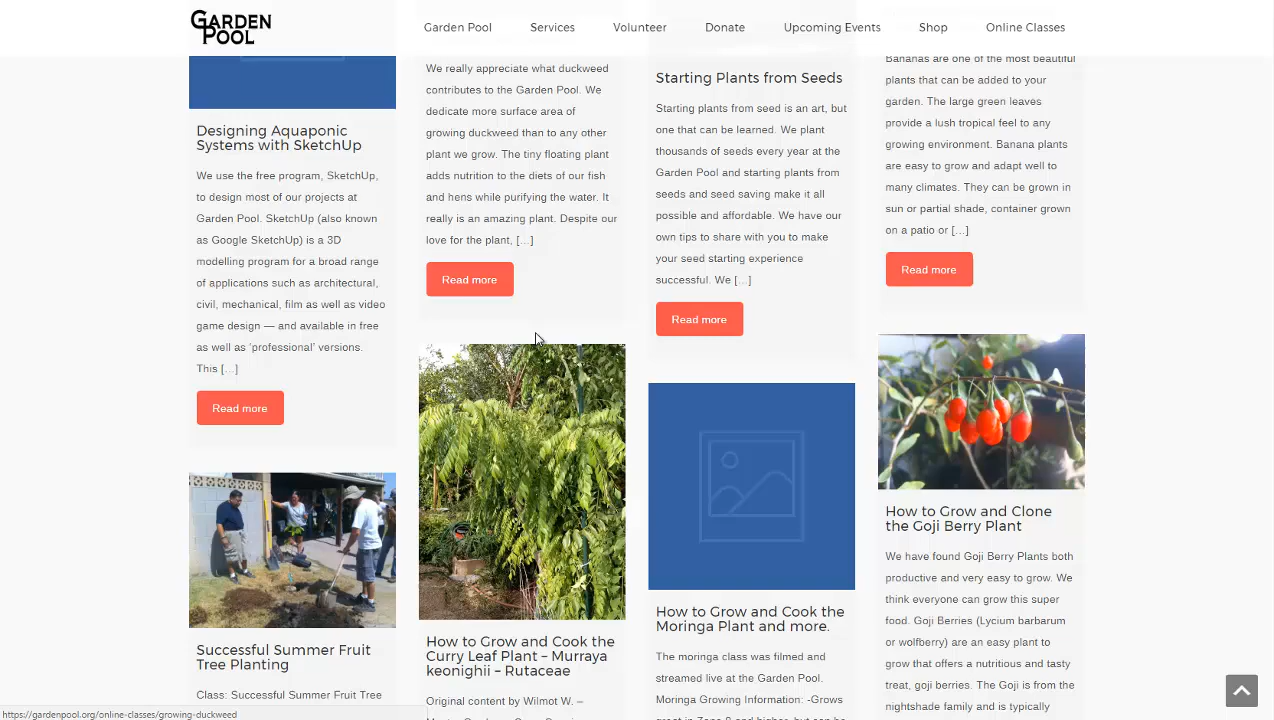 GARDEN
POOL
Garden Pool
Services
Volunteer
Donate
Upcoming Events
Shop
Online Classes
Designing Aquaponic
Systems with SketchUp
We use the free program, SketchUp,
to design most of our projects at
Garden Pool. SketchUp (also known
as Google SketchUp) is a 3D
modelling program for a broad range
of applications such as architectural,
civil, mechanical, film as well as video
game design — and available in free
as well as ‘professional’ versions.
This […]
Read more
Successful Summer Fruit
Tree Planting
Class: Successful Summer Fruit Tree
We really appreciate what duckweed
contributes to the Garden Pool. We
dedicate more surface area of
growing duckweed than to any other
plant we grow. The tiny floating plant
adds nutrition to the diets of our fish
and hens while purifying the water. It
really is an amazing plant. Despite our
love for the plant, […]
Read more
How to Grow and Cook the
Curry Leaf Plant – Murraya
keonighii – Rutaceae
Original content by Wilmot W. –
Starting Plants from Seeds
Starting plants from seed is an art, but
one that can be learned. We plant
thousands of seeds every year at the
Garden Pool and starting plants from
seeds and seed saving make it all
possible and affordable. We have our
own tips to share with you to make
your seed starting experience
successful. We […]
Read more
How to Grow and Cook the
Moringa Plant and more.
The moringa class was filmed and
streamed live at the Garden Pool.
Moringa Growing Information: -Grows
Bananas are one of the most beautiful
plants that can be added to your
garden. The large green leaves
provide a lush tropical feel to any
growing environment. Banana plants
are easy to grow and adapt well to
many climates. They can be grown in
sun or partial shade, container grown
on a patio or […]
Read more
How to Grow and Clone
the Goji Berry Plant
We have found Goji Berry Plants both
productive and very easy to grow. We
think everyone can grow this super
food. Goji Berries (Lycium barbarum
or wolfberry) are an easy plant to
grow that offers a nutritious and tasty
treat, goji berries. The Goji is from the
nightshade family and is typically
https://gardenpool.org/online-classes/growing-duckweed